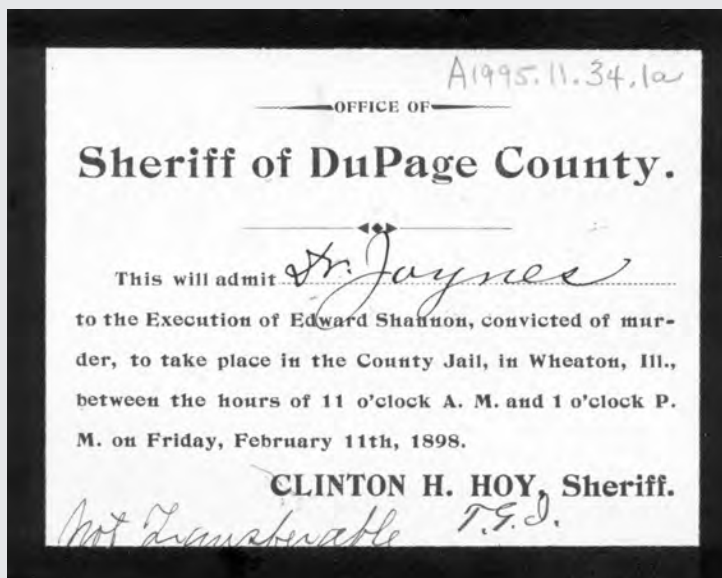 A1995.11.34.1a
OFFICE OF
Sheriff of DuPage County.
This will admit Dr. Joynes
to the Execution of Edward Shannon, convicted of mur-
der, to take place in the County Jail, in Wheaton, Ill.,
between the hours of 11 o'clock A. M. and 1 o'clock P.
M. on Friday, February 11th, 1898.
CLINTON H. HOY, Sheriff.
Not Transferable